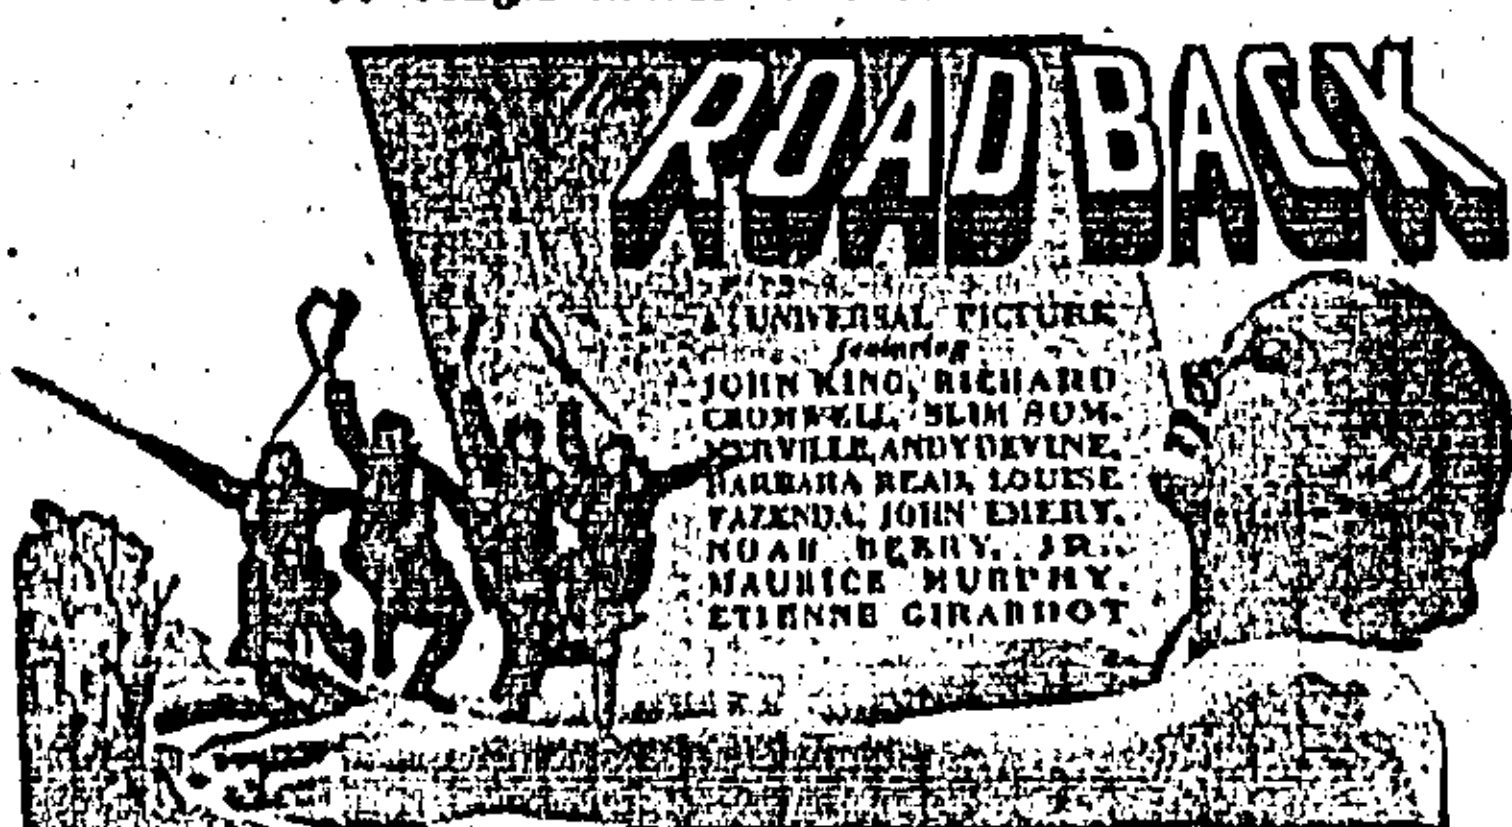 ROAD BACK
A UNIVERSAL PICTURE
featuring
JOHN KING, RICHARD
CROMWELL, SLIM SUM-
MERVILLE, ANDY DEVINE,
BARBARA READ, LOUISE
FAZENDA, JOHN EMERY,
NOAH BEERY, JR.,
MAURICE MURPHY,
ETIENNE GIRARDOT